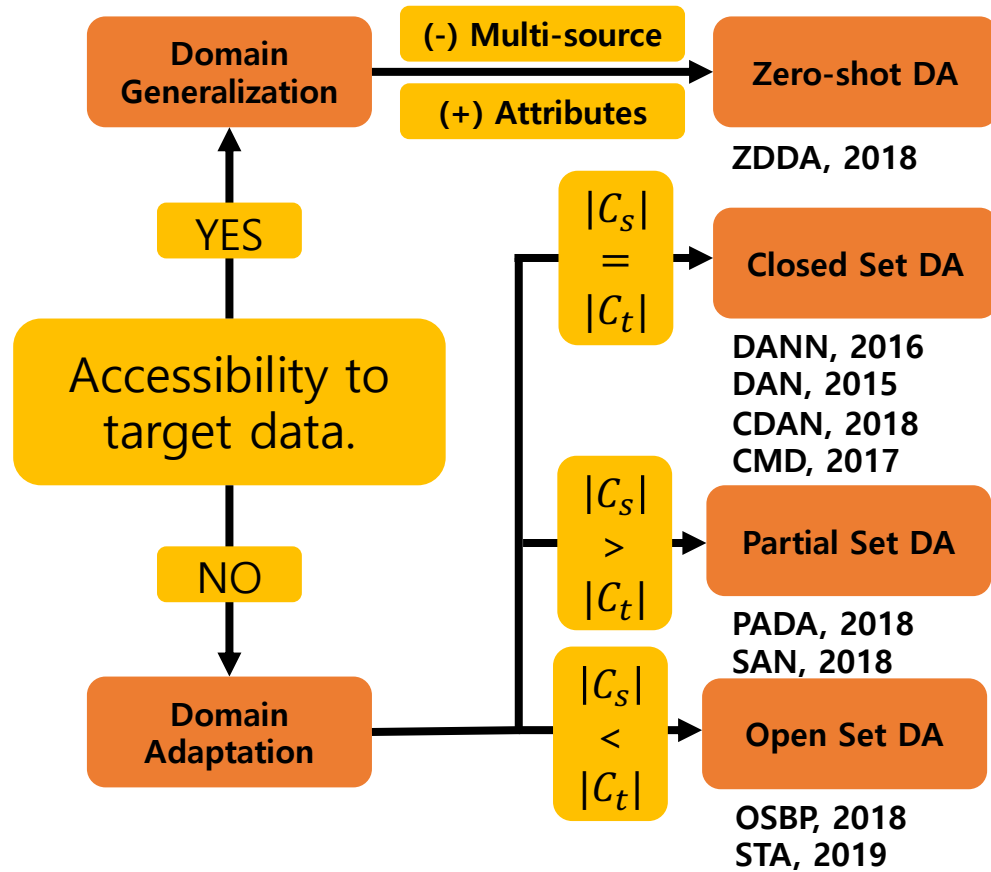 Domain
Generalization
(-) Multi-source
(+) Attributes
Zero-shot DA
ZDDA, 2018
YES
Accessibility to
target data.
NO
Domain
Adaptation
|C_s|
=
|C_t|
Closed Set DA
DANN, 2016
DAN, 2015
CDAN, 2018
CMD, 2017
|C_s|
>
|C_t|
Partial Set DA
PADA, 2018
SAN, 2018
|C_s|
<
|C_t|
Open Set DA
OSBP, 2018
STA, 2019